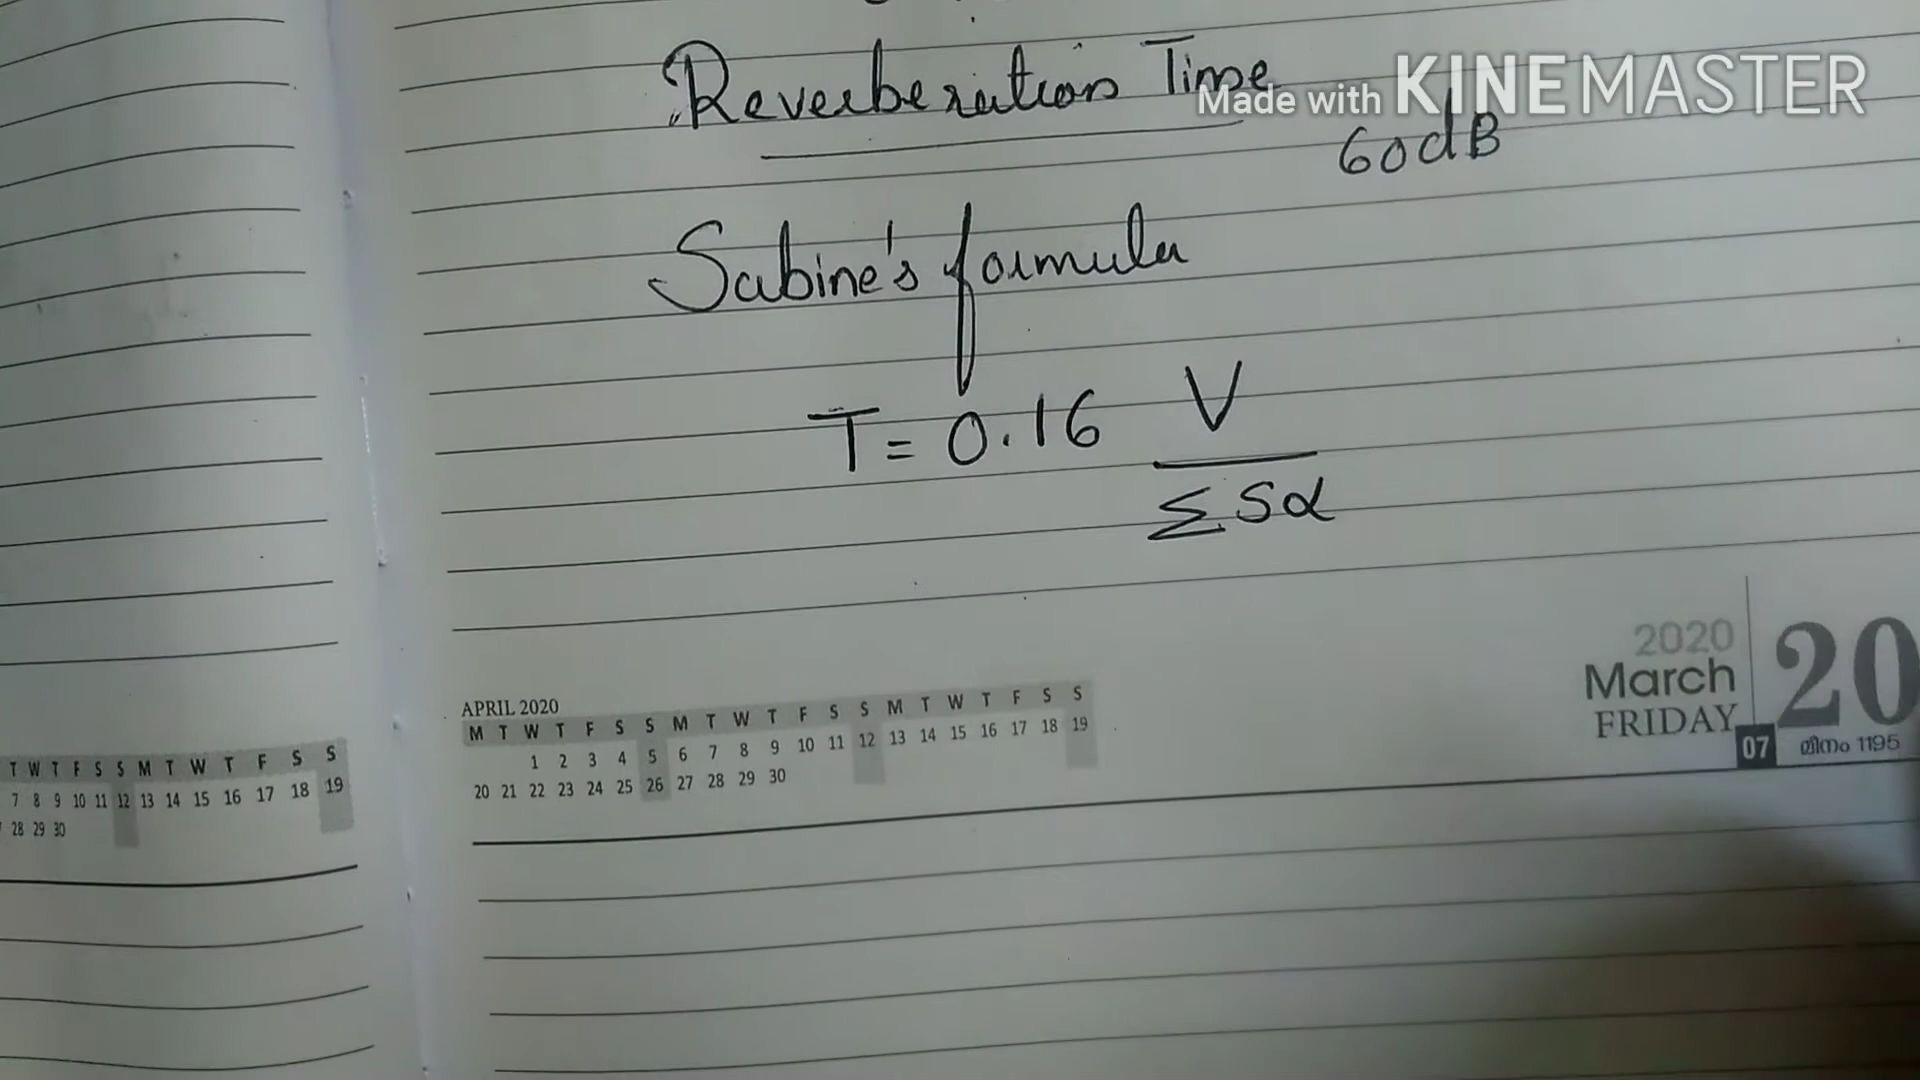 Reverberation Time
Made with KINEMASTER
60dB
Sabine's formula
T = 0.16 V
Σ Sα
2020
March
FRIDAY
20
07 മീനം 1195
APRIL 2020
M T W T F S S M T W T F S S M T W T F S S
1 2 3 4 5 6 7 8 9 10 11 12 13 14 15 16 17 18 19
20 21 22 23 24 25 26 27 28 29 30
T W T F S S M T W T F S S
7 8 9 10 11 12 13 14 15 16 17 18 19
28 29 30